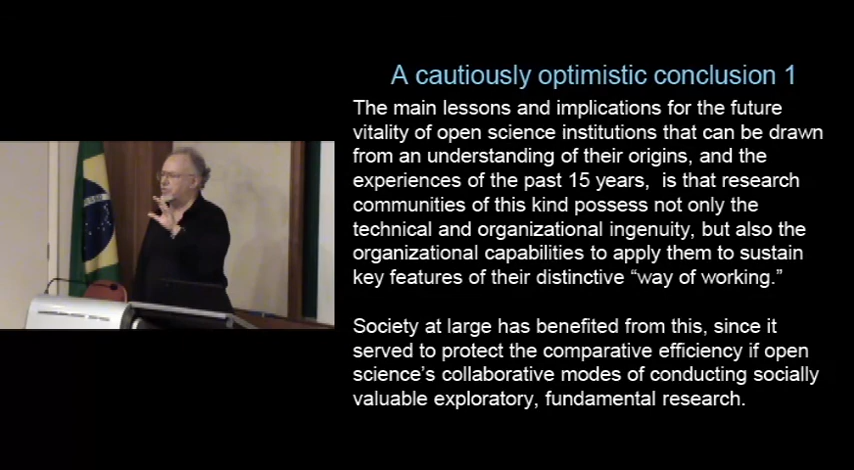 A cautiously optimistic conclusion 1
The main lessons and implications for the future
vitality of open science institutions that can be drawn
from an understanding of their origins, and the
experiences of the past 15 years,  is that research
communities of this kind possess not only the
technical and organizational ingenuity, but also the
organizational capabilities to apply them to sustain
key features of their distinctive “way of working.”
Society at large has benefited from this, since it
served to protect the comparative efficiency if open
science’s collaborative modes of conducting socially
valuable exploratory, fundamental research.